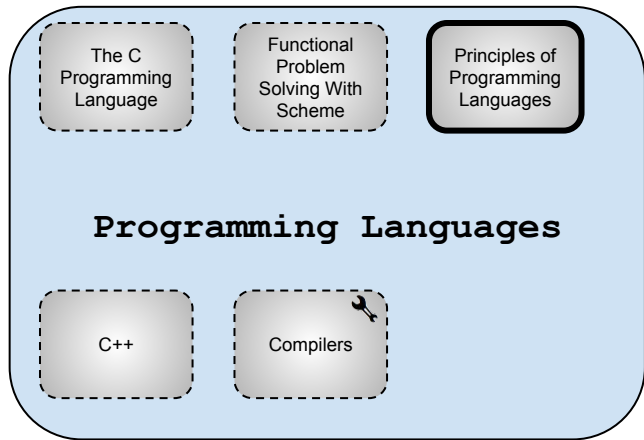 The C
Programming
Language
Functional
Problem
Solving With
Scheme
Principles of
Programming
Languages
Programming Languages
C++
Compilers